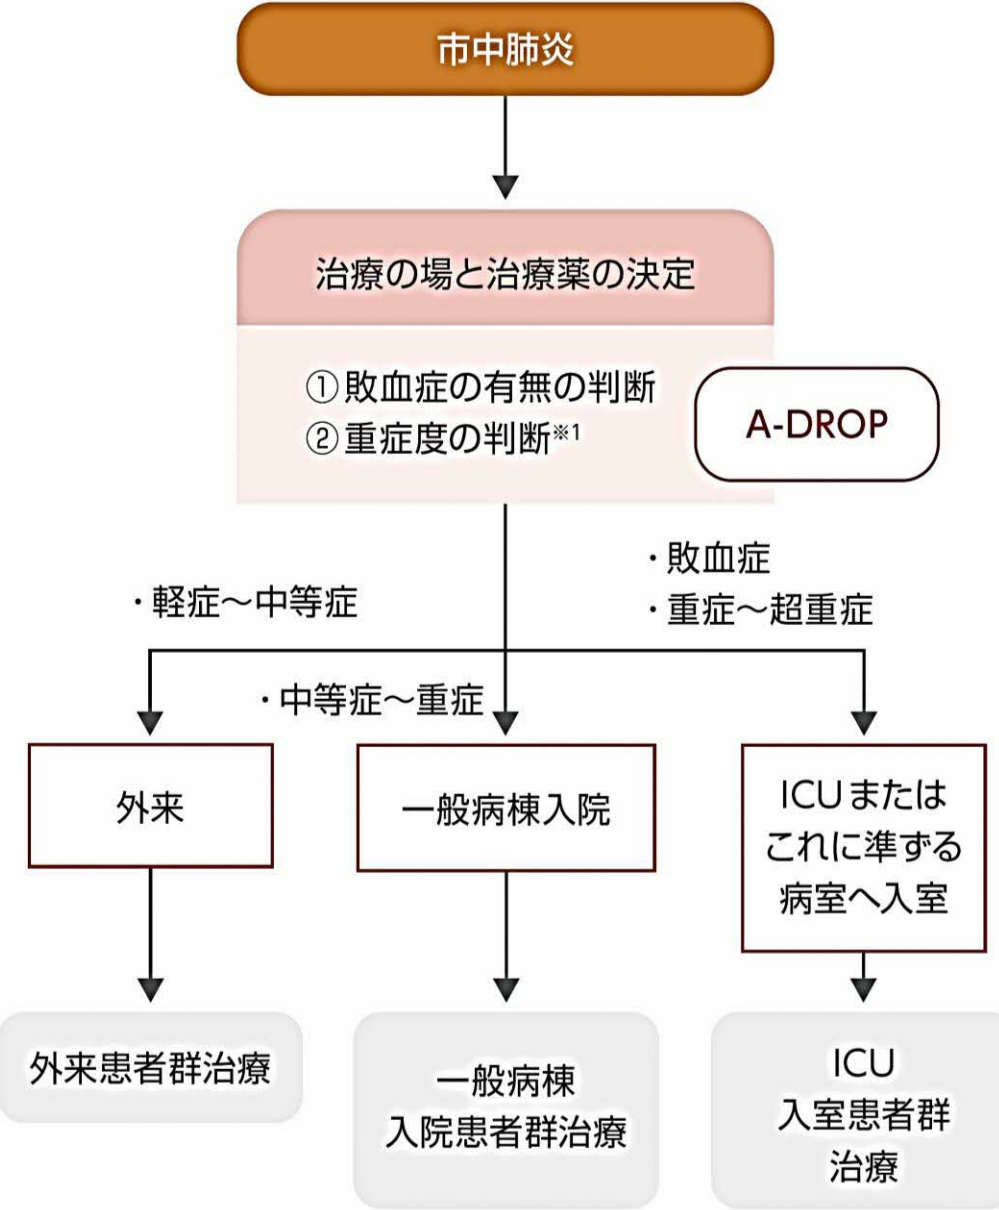 市中肺炎
治療の場と治療薬の決定
①敗血症の有無の判断
②重症度の判断※1
A-DROP
・軽症～中等症
・中等症～重症
・敗血症
・重症～超重症
外来
一般病棟入院
ICUまたは
これに準ずる
病室へ入室
外来患者群治療
一般病棟
入院患者群治療
ICU
入室患者群
治療